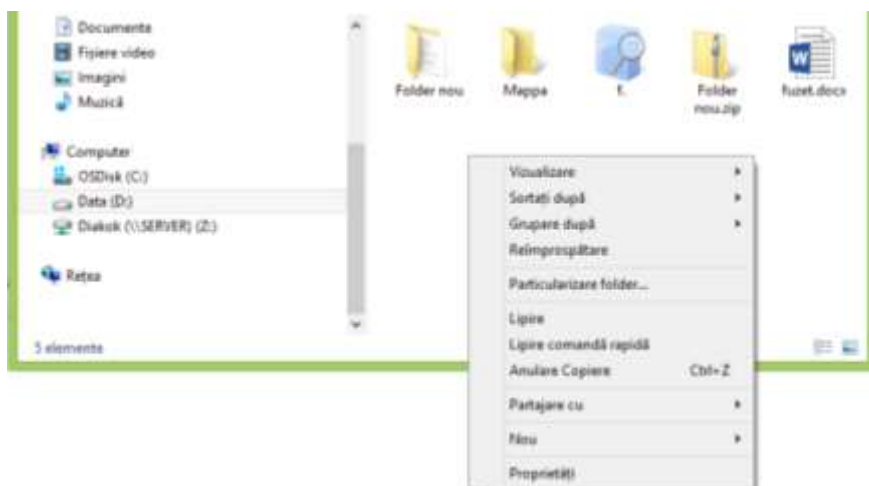 Documente
Fișiere video
Imagini
Muzică
Computer
OSDisk (C:)
Data (D:)
Diakok (\\SERVER) (Z:)
Rețea
5 elemente
Folder nou
Mappa
f.
Folder
nou.zip
fuzet.docx
Vizualizare
Sortați după
Grupare după
Reîmprospătare
Particularizare folder...
Lipire
Lipire comandă rapidă
Anulare Copiere Ctrl+Z
Partajare cu
Nou
Proprietăți